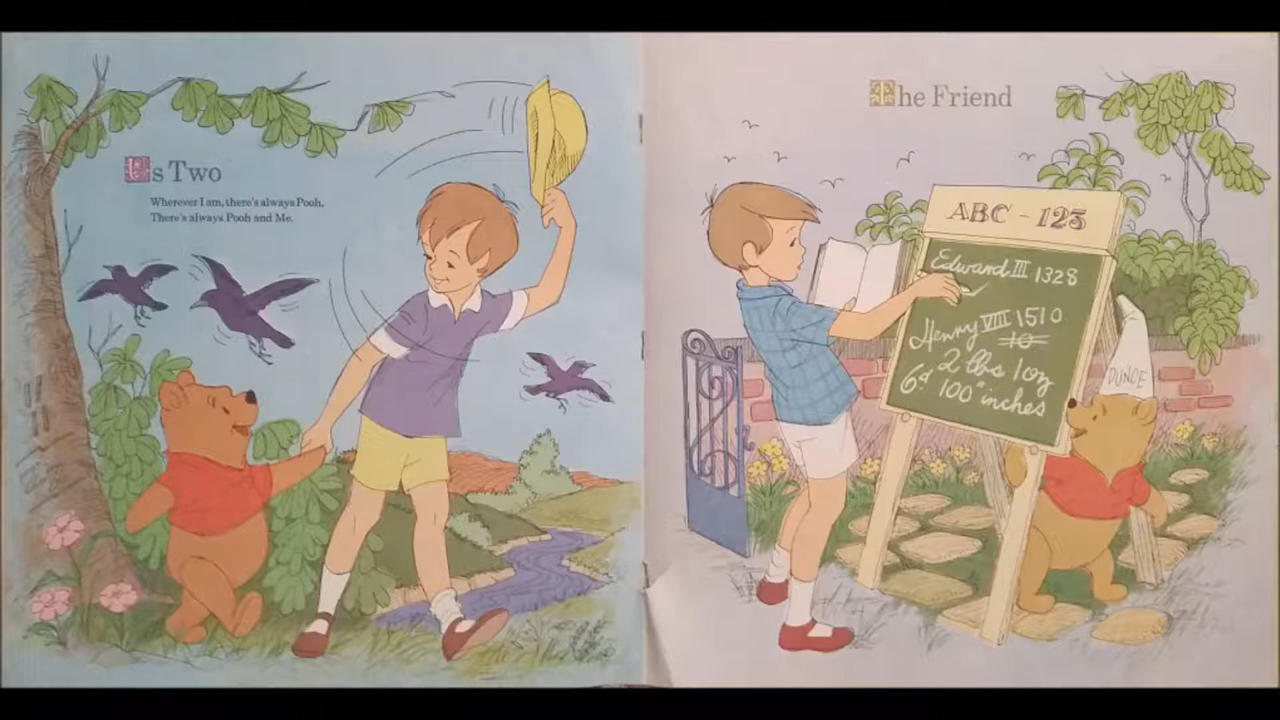 Us Two
Wherever I am, there's always Pooh,
There's always Pooh and Me.
The Friend
ABC - 123
Edward III 1328
Henry VIII 1510
10
2 lbs 1oz
6d 100" inches
DUNCE